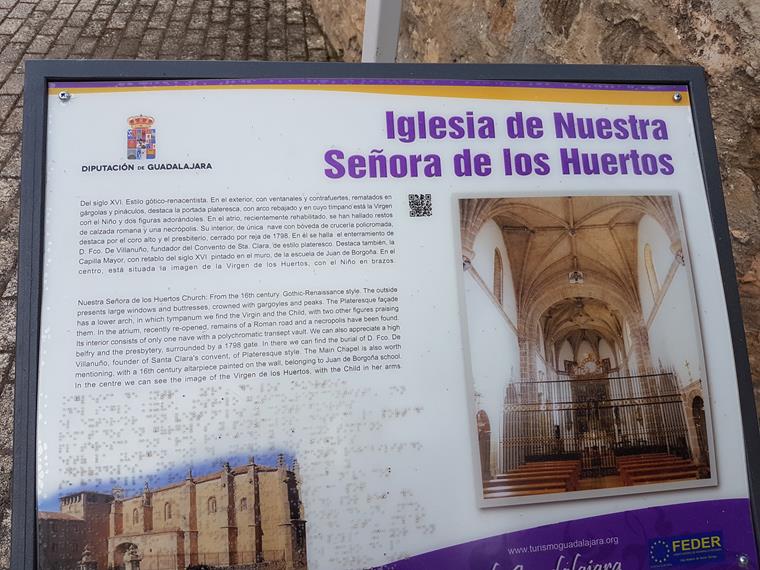 Iglesia de Nuestra
Señora de los Huertos
DIPUTACIÓN DE GUADALAJARA
Del siglo XVI. Estilo gótico-renacentista. En el exterior, con ventanales y contrafuertes, rematados en
gárgolas y pináculos, destaca la portada plateresca, con arco rebajado y en cuyo tímpano está la Virgen
con el Niño y dos figuras adorándoles. En el atrio, recientemente rehabilitado, se han hallado restos
de calzada romana y una necrópolis. Su interior, de única nave con bóveda de crucería policromada,
destaca por el coro alto y el presbiterio, cerrado por reja de 1798. En él se halla el enterramiento de
D. Fco. De Villanuño, fundador del Convento de Sta. Clara, de estilo plateresco. Destaca también, la
Capilla Mayor, con retablo del siglo XVI pintado en el muro, de la escuela de Juan de Borgoña. En el
centro, está situada la imagen de la Virgen de los Huertos, con el Niño en brazos.
Nuestra Señora de los Huertos Church: From the 16th century. Gothic-Renaissance style. The outside
presents large windows and buttresses, crowned with gargoyles and peaks. The Plateresque façade
has a lower arch, in which tympanum we find the Virgin and the Child, with two other figures praising
them. In the atrium, recently re-opened, remains of a Roman road and a necropolis have been found.
Its interior consists of only one nave with a polychromatic transept vault. We can also appreciate a high
belfry and the presbytery, surrounded by a 1798 gate. In there we can find the burial of D. Fco. De
Villanuño, founder of Santa Clara's convent, of Plateresque style. The Main Chapel is also worth
mentioning, with a 16th century altarpiece painted on the wall, belonging to Juan de Borgoña school.
In the centre we can see the image of the Virgen de los Huertos, with the Child in her arms
www.turismoguadalajara.org
Guadalajara
FEDER